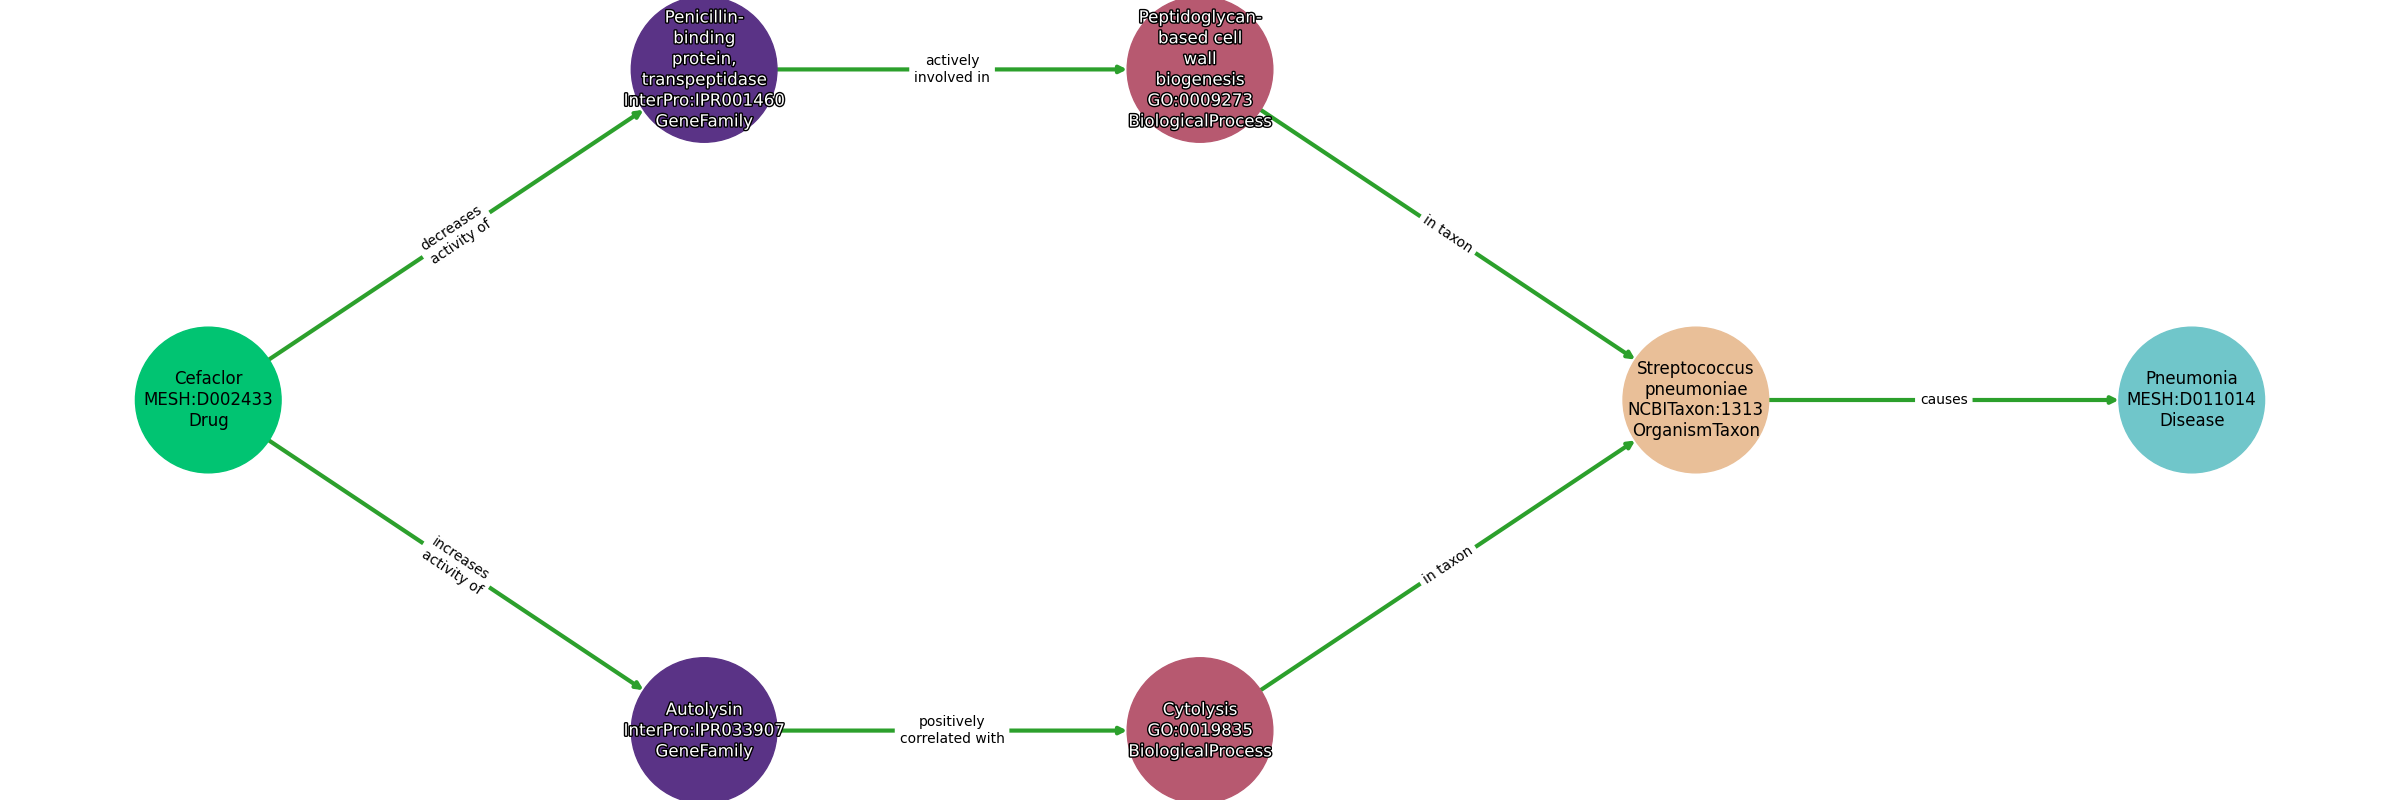 Penicillin-
binding
protein,
transpeptidase
InterPro:IPR001460
GeneFamily
actively
involved in
Peptidoglycan-
based cell
wall
biogenesis
GO:0009273
BiologicalProcess
decreases
activity of
in taxon
Cefaclor
MESH:D002433
Drug
Streptococcus
pneumoniae
NCBITaxon:1313
OrganismTaxon
causes
Pneumonia
MESH:D011014
Disease
increases
activity of
in taxon
Autolysin
InterPro:IPR033907
GeneFamily
positively
correlated with
Cytolysis
GO:0019835
BiologicalProcess